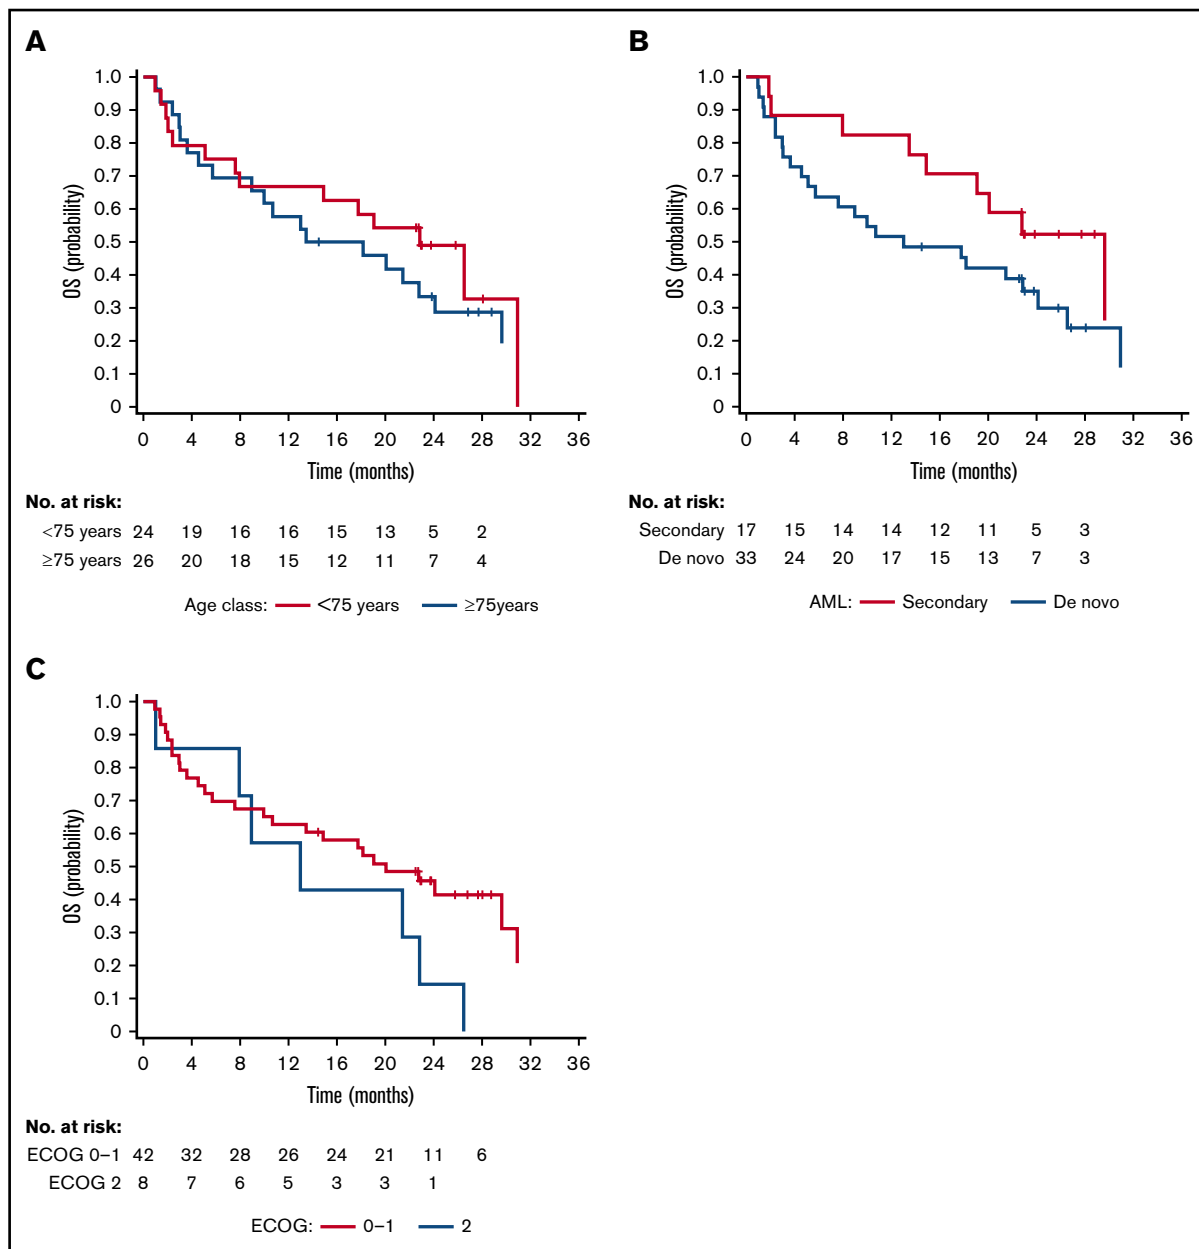 A
OS (probability)
1.0
0.9
0.8
0.7
0.6
0.5
0.4
0.3
0.2
0.1
0
0 4 8 12 16 20 24 28 32 36
Time (months)
No. at risk:
<75 years 24 19 16 16 15 13 5 2
≥75 years 26 20 18 15 12 11 7 4
Age class: <75 years ≥75years
B
OS (probability)
1.0
0.9
0.8
0.7
0.6
0.5
0.4
0.3
0.2
0.1
0
0 4 8 12 16 20 24 28 32 36
Time (months)
No. at risk:
Secondary 17 15 14 14 12 11 5 3
De novo 33 24 20 17 15 13 7 3
AML: Secondary De novo
C
OS (probability)
1.0
0.9
0.8
0.7
0.6
0.5
0.4
0.3
0.2
0.1
0
0 4 8 12 16 20 24 28 32 36
Time (months)
No. at risk:
ECOG 0–1 42 32 28 26 24 21 11 6
ECOG 2 8 7 6 5 3 3 1
ECOG: 0–1 2